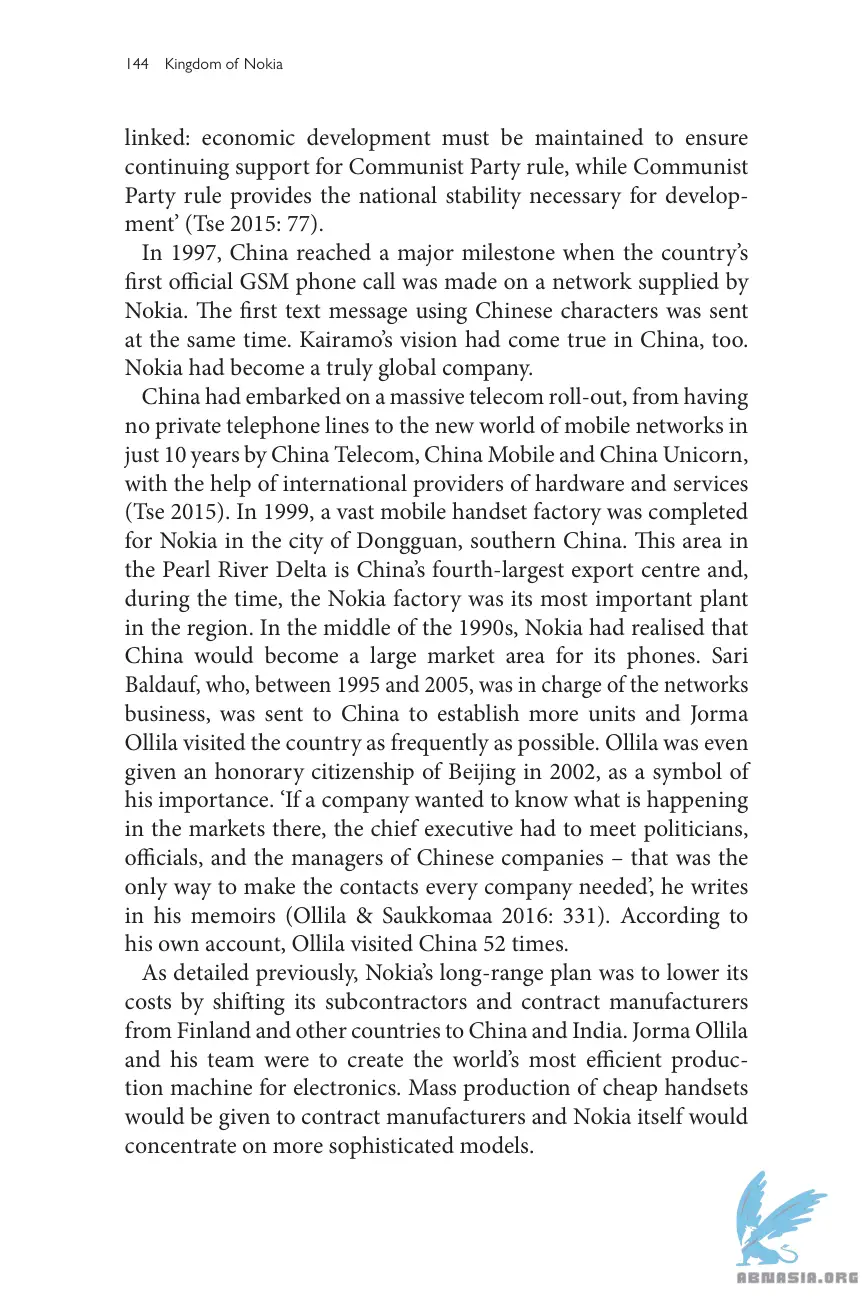 144 Kingdom of Nokia
linked: economic development must be maintained to ensure
continuing support for Communist Party rule, while Communist
Party rule provides the national stability necessary for develop-
ment’ (Tse 2015: 77).
In 1997, China reached a major milestone when the country’s
first official GSM phone call was made on a network supplied by
Nokia. The first text message using Chinese characters was sent
at the same time. Kairamo’s vision had come true in China, too.
Nokia had become a truly global company.
China had embarked on a massive telecom roll-out, from having
no private telephone lines to the new world of mobile networks in
just 10 years by China Telecom, China Mobile and China Unicorn,
with the help of international providers of hardware and services
(Tse 2015). In 1999, a vast mobile handset factory was completed
for Nokia in the city of Dongguan, southern China. This area in
the Pearl River Delta is China’s fourth-largest export centre and,
during the time, the Nokia factory was its most important plant
in the region. In the middle of the 1990s, Nokia had realised that
China would become a large market area for its phones. Sari
Baldauf, who, between 1995 and 2005, was in charge of the networks
business, was sent to China to establish more units and Jorma
Ollila visited the country as frequently as possible. Ollila was even
given an honorary citizenship of Beijing in 2002, as a symbol of
his importance. ‘If a company wanted to know what is happening
in the markets there, the chief executive had to meet politicians,
officials, and the managers of Chinese companies – that was the
only way to make the contacts every company needed’, he writes
in his memoirs (Ollila & Saukkomaa 2016: 331). According to
his own account, Ollila visited China 52 times.
As detailed previously, Nokia’s long-range plan was to lower its
costs by shifting its subcontractors and contract manufacturers
from Finland and other countries to China and India. Jorma Ollila
and his team were to create the world’s most efficient produc-
tion machine for electronics. Mass production of cheap handsets
would be given to contract manufacturers and Nokia itself would
concentrate on more sophisticated models.
ABNASIA.ORG